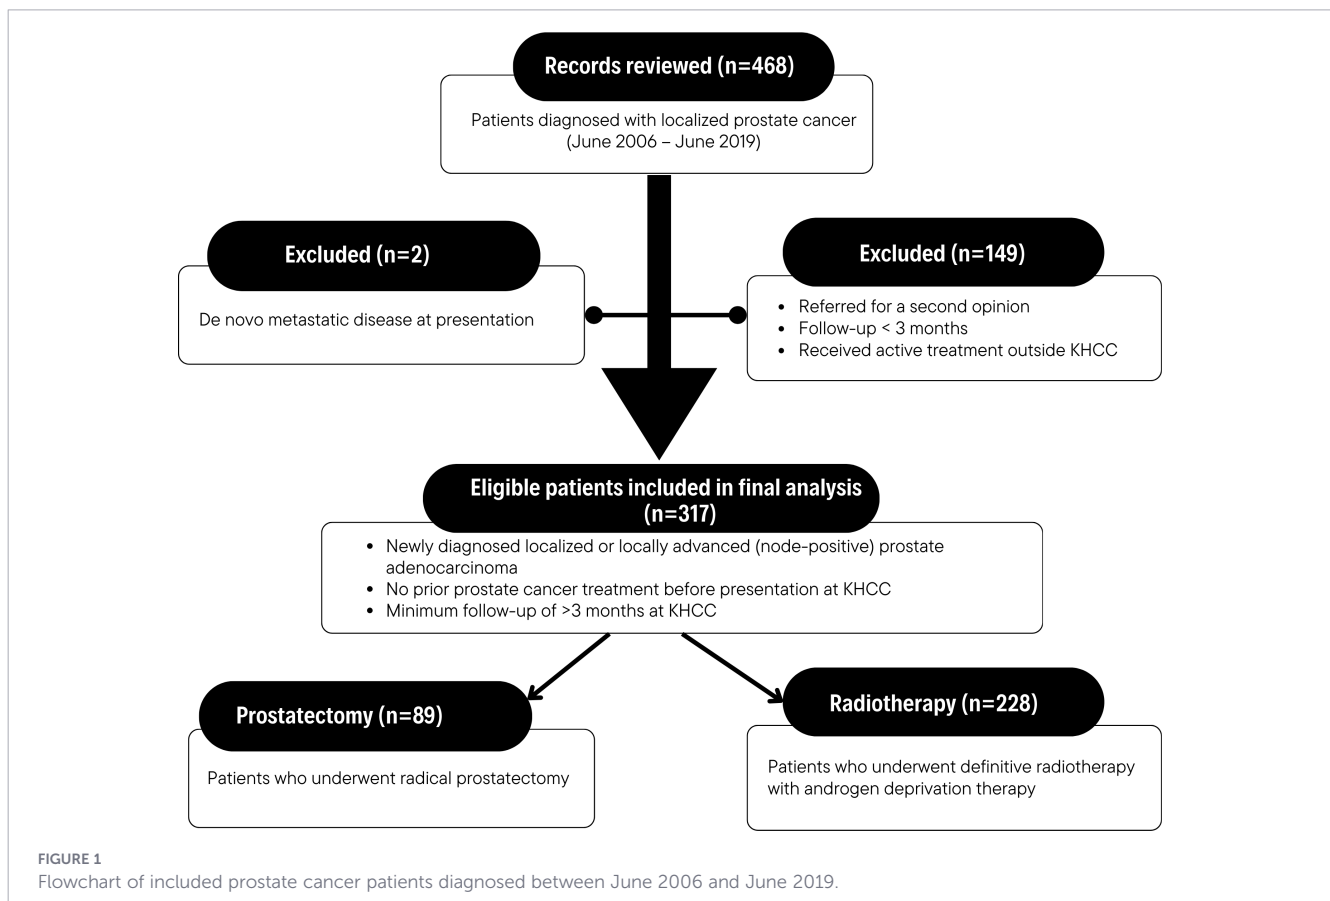 Records reviewed (n=468)
Patients diagnosed with localized prostate cancer
(June 2006 – June 2019)
Excluded (n=2)
De novo metastatic disease at presentation
Excluded (n=149)
• Referred for a second opinion
• Follow-up < 3 months
• Received active treatment outside KHCC
Eligible patients included in final analysis
(n=317)
• Newly diagnosed localized or locally advanced (node-positive) prostate
adenocarcinoma
• No prior prostate cancer treatment before presentation at KHCC
• Minimum follow-up of >3 months at KHCC
Prostatectomy (n=89)
Patients who underwent radical prostatectomy
Radiotherapy (n=228)
Patients who underwent definitive radiotherapy
with androgen deprivation therapy
FIGURE 1
Flowchart of included prostate cancer patients diagnosed between June 2006 and June 2019.